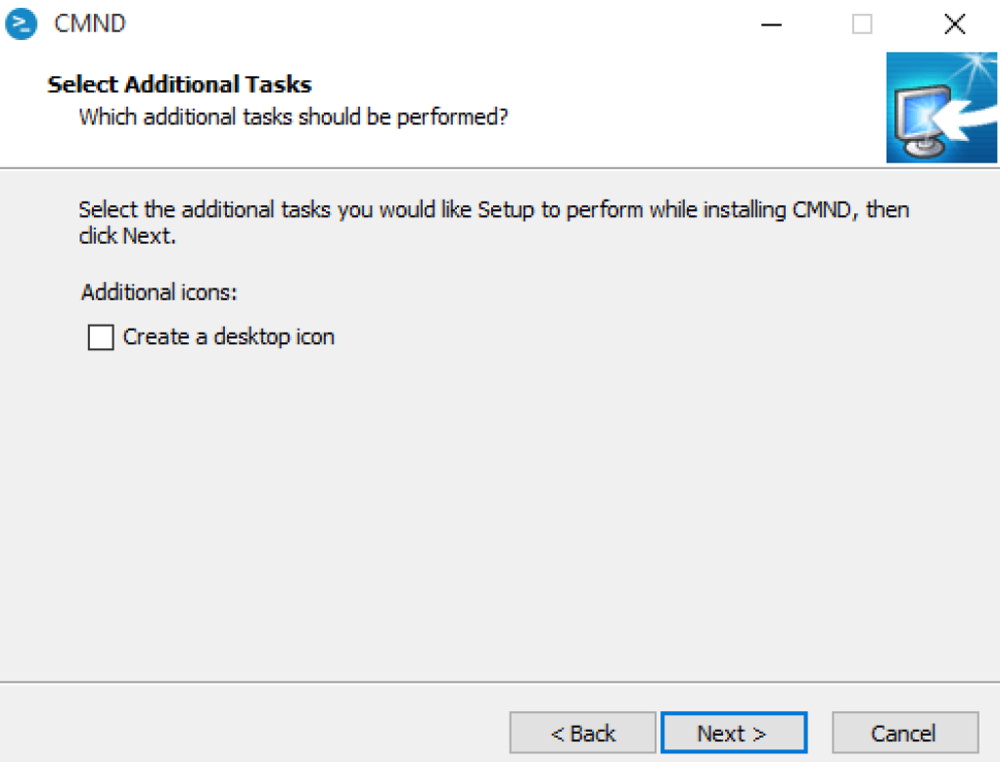 CMND
Select Additional Tasks
Which additional tasks should be performed?
Select the additional tasks you would like Setup to perform while installing CMND, then
click Next.
Additional icons:
Create a desktop icon
< Back
Next >
Cancel